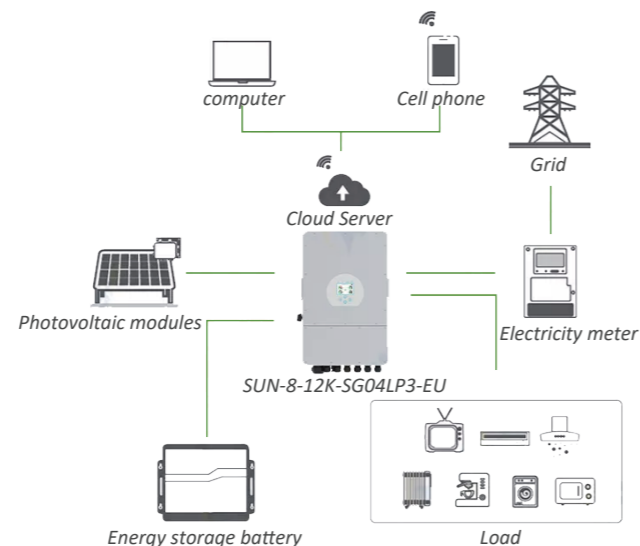 computer
Cell phone
Grid
Cloud Server
Photovoltaic modules
Electricity meter
SUN-8-12K-SG04LP3-EU
Energy storage battery
Load